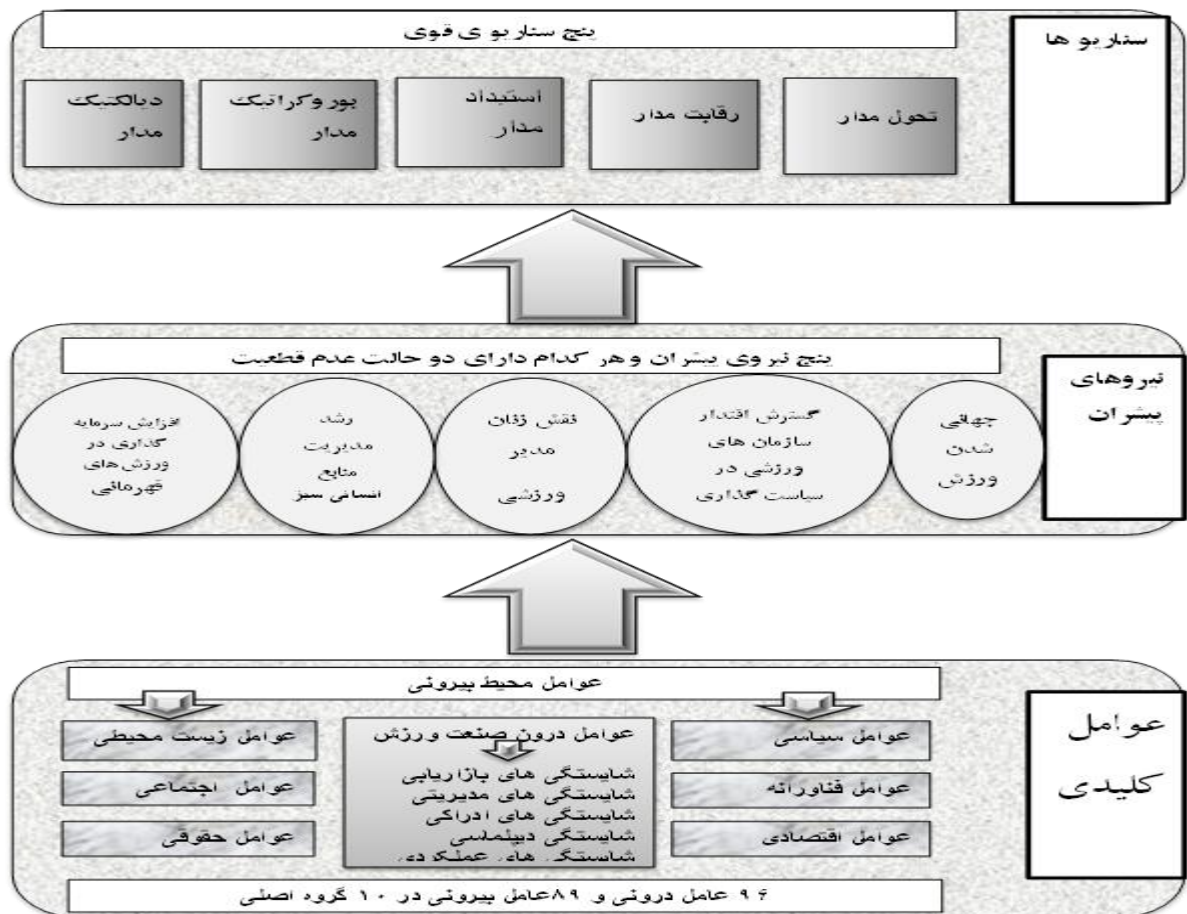 سناریو ها
پنج سناریو ی قوی
تحول مدار
رقابت مدار
استبداد
مدار
بوروکراتیک
مدار
دیالکتیک
مدار
نیروهای
پیشران
پنج نیروی پیشران و هر کدام دارای دو حالت عدم قطعیت
جهانی
شدن
ورزش
گسترش اقتدار
سازمان های
ورزشی در
سیاست گذاری
نقش زنان
مدیر
ورزشی
رشد
مدیریت
منابع
انسانی سبز
افزایش سرمایه
گذاری در
ورزش های
قهرمانی
عوامل
کلیدی
عوامل محیط بیرونی
عوامل سیاسی
عوامل فناورانه
عوامل اقتصادی
عوامل درون صنعت ورزش
شایستگی های بازاریابی
شایستگی های مدیریتی
شایستگی های ادراکی
شایستگی دیپلماسی
شایستگی های عملکردی
عوامل زیست محیطی
عوامل اجتماعی
عوامل حقوقی
۹۶ عامل درونی و ۸۹عامل بیرونی در ۱۰ گروه اصلی